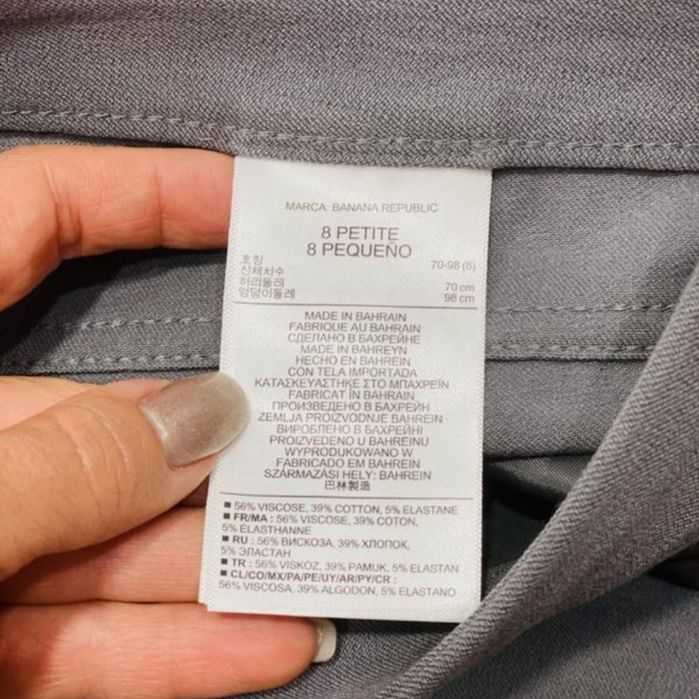 MARCA: BANANA REPUBLIC
8 PETITE
8 PEQUEÑO
호칭 70-98 (8)
신체치수
허리둘레 70 cm
엉덩이둘레 98 cm
MADE IN BAHRAIN
FABRIQUE AU BAHRAIN
СДЕЛАНО В БАХРЕЙНЕ
MADE IN BAHREYN
HECHO EN BAHREIN
CON TELA IMPORTADA
ΚΑΤΑΣΚΕΥΑΣΤΗΚΕ ΣΤΟ ΜΠΑΧΡΕΪΝ
FABRICAT ÎN BAHRAIN
ПРОИЗВЕДЕНО В БАХРЕЙН
ZEMLJA PROIZVODNJE BAHREIN
ВИРОБЛЕНО В БАХРЕЙНІ
PROIZVEDENO U BAHREINU
WYPRODUKOWANO W
FABRICADO EM BAHREIN
SZÁRMAZÁSI HELY: BAHREIN
巴林製造
■ 56% VISCOSE, 39% COTTON, 5% ELASTANE
■ FR/MA : 56% VISCOSE, 39% COTON,
5% ELASTHANNE
■ RU : 56% ВИСКОЗА, 39% ХЛОПОК,
5% ЭЛАСТАН
■ TR : 56% VISKOZ, 39% PAMUK, 5% ELASTAN
■ CL/CO/MX/PA/PE/UY/AR/PY/CR :
56% VISCOSA, 39% ALGODON, 5% ELASTANO